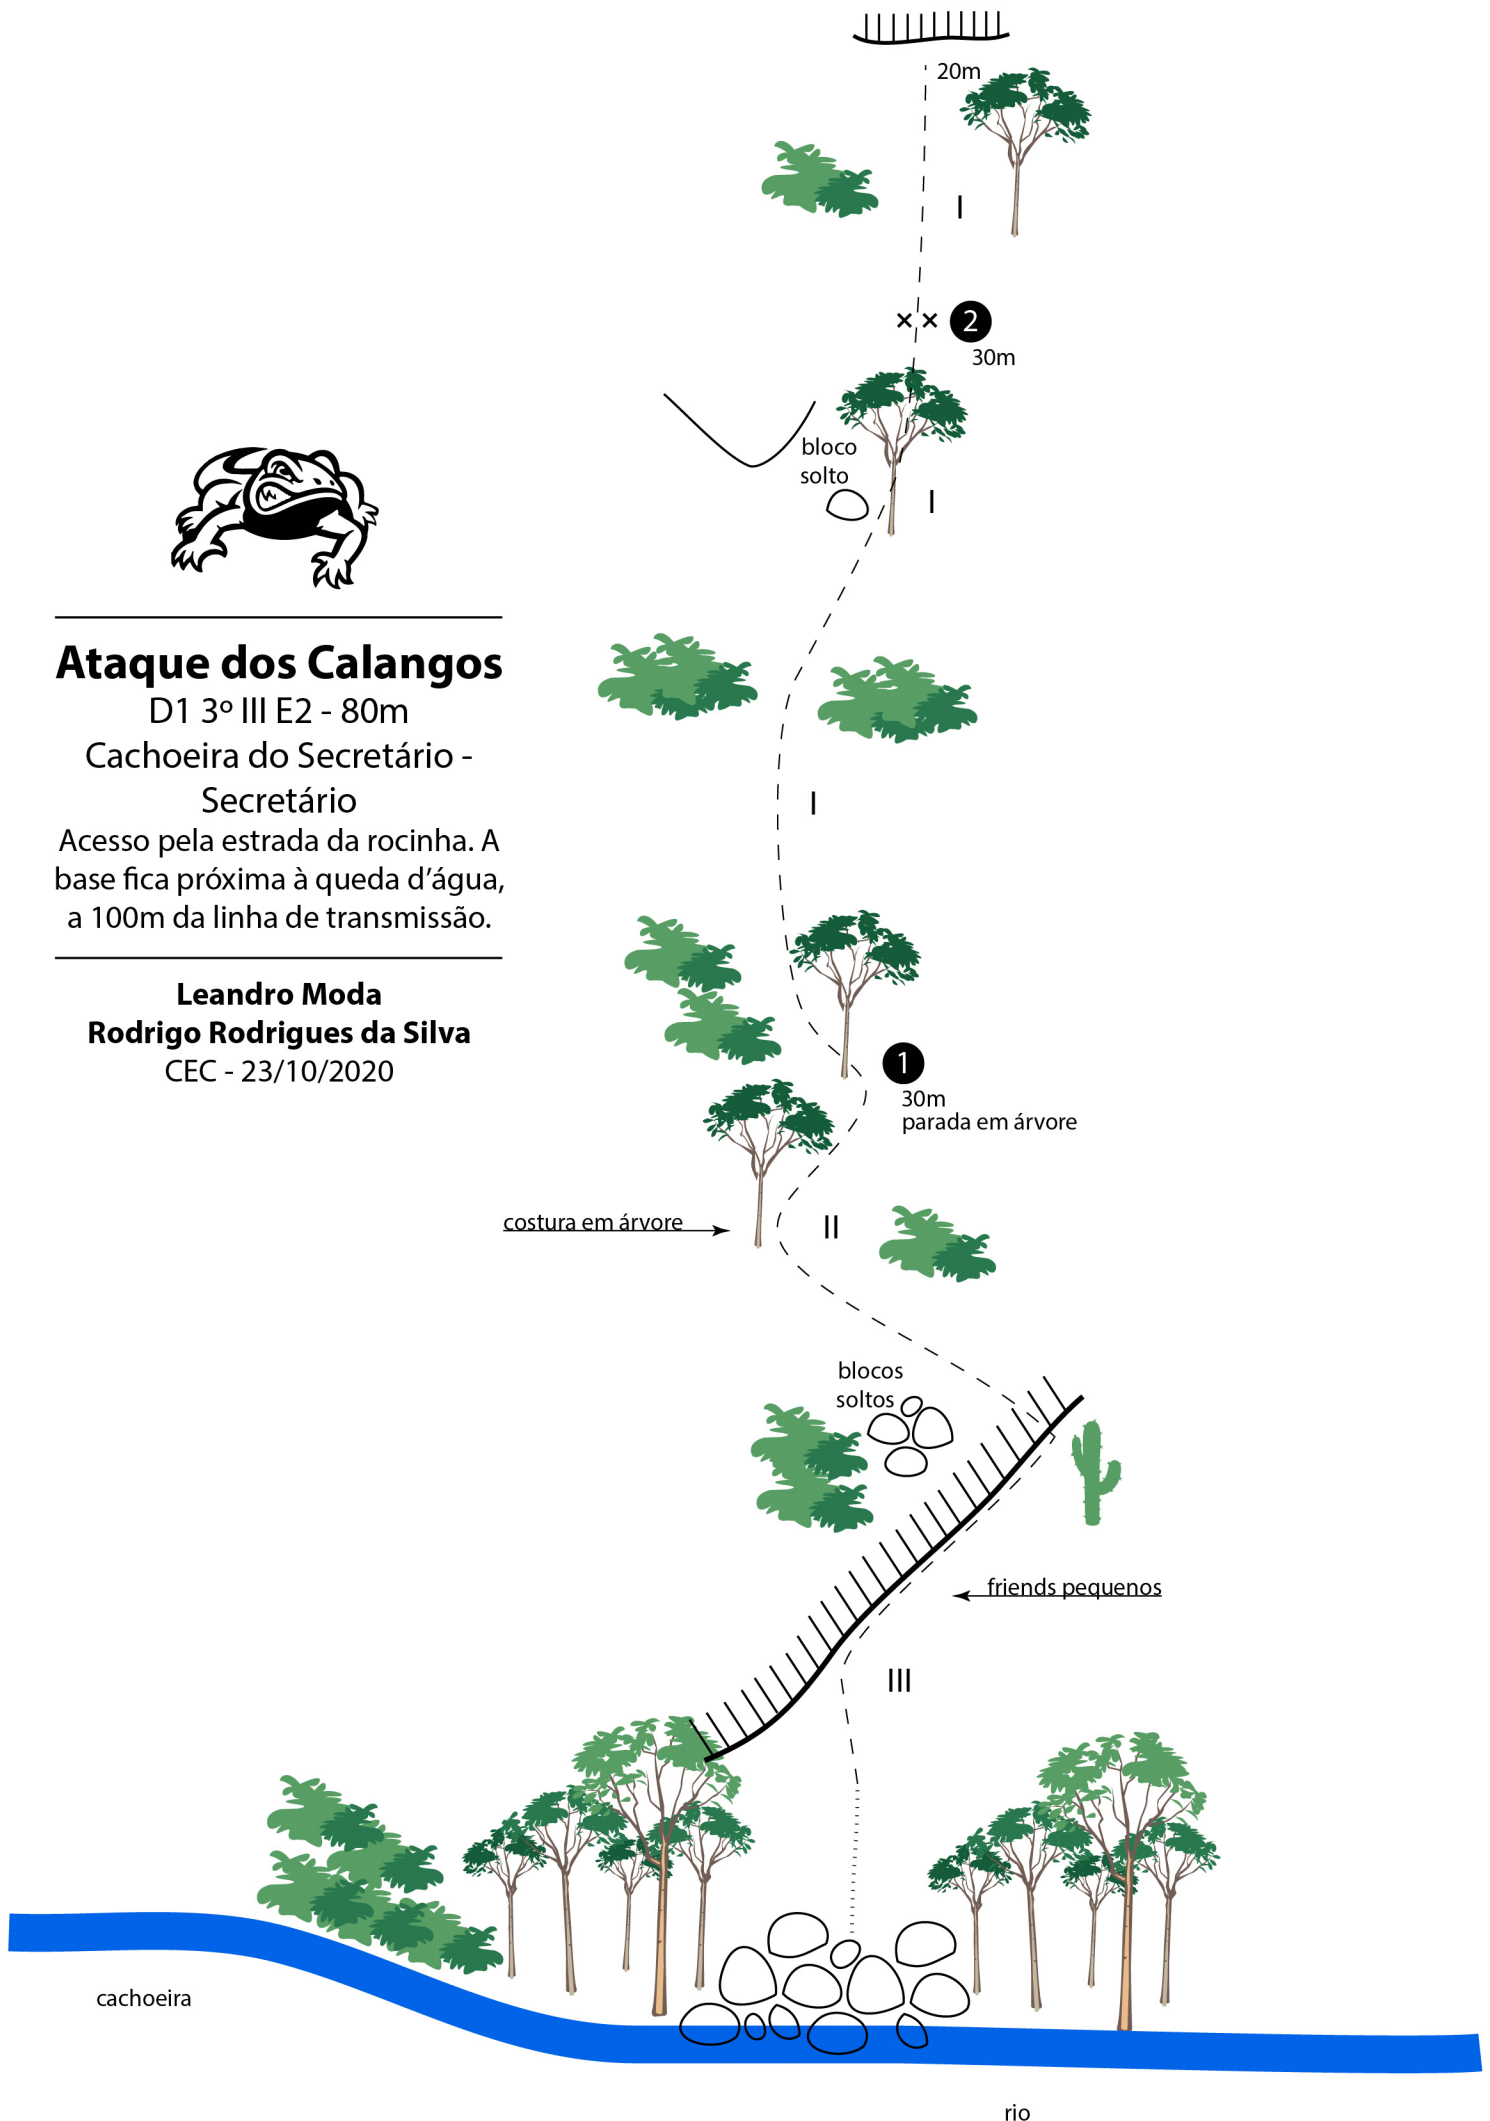 20m
I
2
30m
bloco
solto
I
Ataque dos Calangos
D1 3º III E2 - 80m
Cachoeira do Secretário -
Secretário
Acesso pela estrada da rocinha. A
base fica próxima à queda d’água,
a 100m da linha de transmissão.
Leandro Moda
Rodrigo Rodrigues da Silva
CEC - 23/10/2020
I
1
30m
parada em árvore
costura em árvore
II
blocos
soltos
friends pequenos
III
cachoeira
rio